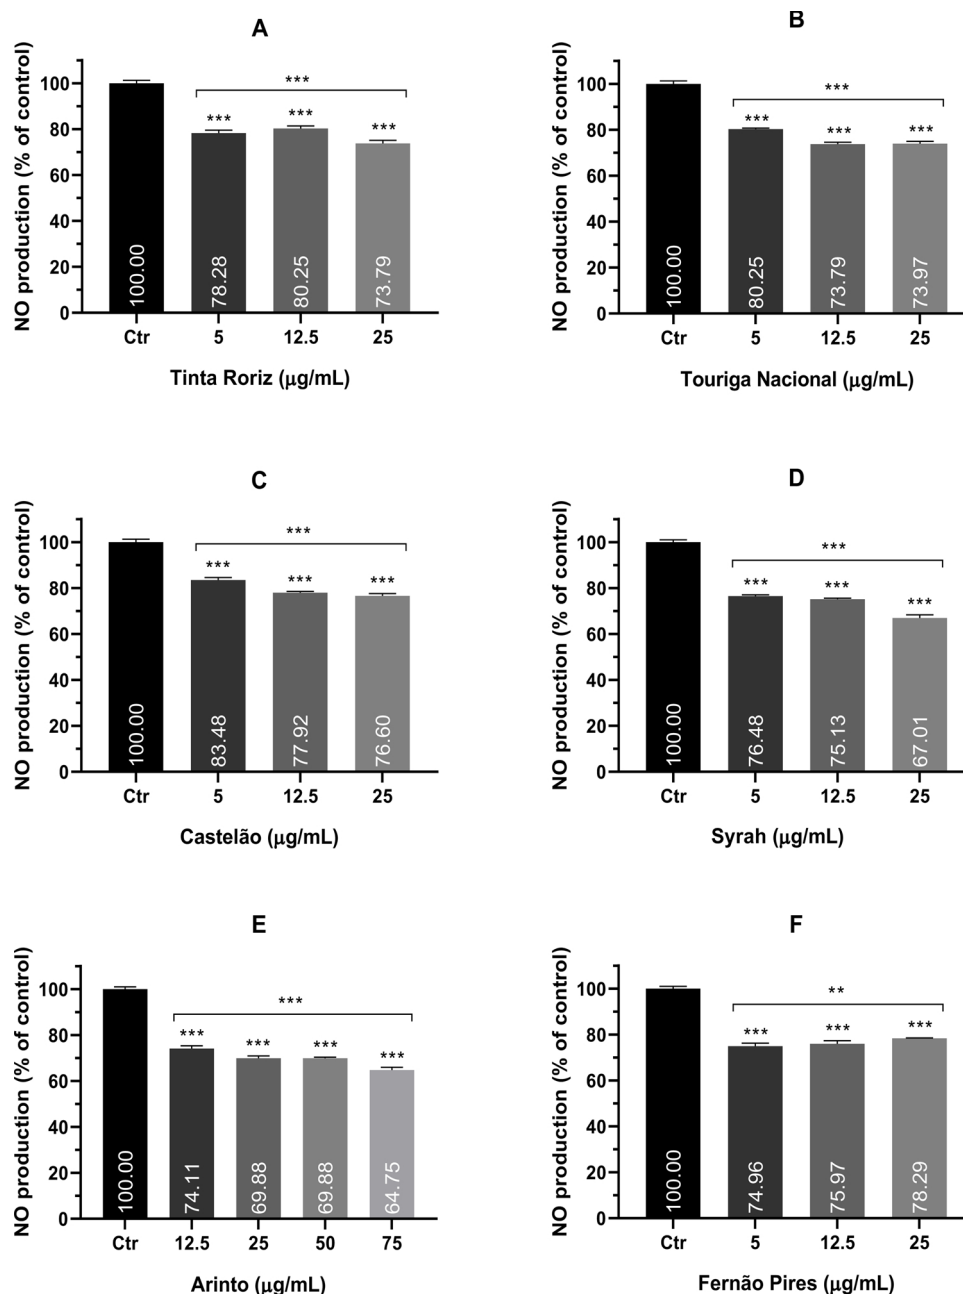 A
NO production (% of control)
100
80
60
40
20
0
***
*** *** ***
100.00 78.28 80.25 73.79
Ctr 5 12.5 25
Tinta Roriz (μg/mL)
B
NO production (% of control)
100
80
60
40
20
0
***
*** *** ***
100.00 80.25 73.79 73.97
Ctr 5 12.5 25
Touriga Nacional (μg/mL)
C
NO production (% of control)
100
80
60
40
20
0
***
*** *** ***
100.00 83.48 77.92 76.60
Ctr 5 12.5 25
Castelão (μg/mL)
D
NO production (% of control)
100
80
60
40
20
0
***
*** *** ***
100.00 76.48 75.13 67.01
Ctr 5 12.5 25
Syrah (μg/mL)
E
NO production (% of control)
100
80
60
40
20
0
***
*** *** *** ***
100.00 74.11 69.88 69.88 64.75
Ctr 12.5 25 50 75
Arinto (μg/mL)
F
NO production (% of control)
100
80
60
40
20
0
**
*** *** ***
100.00 74.96 75.97 78.29
Ctr 5 12.5 25
Fernão Pires (μg/mL)